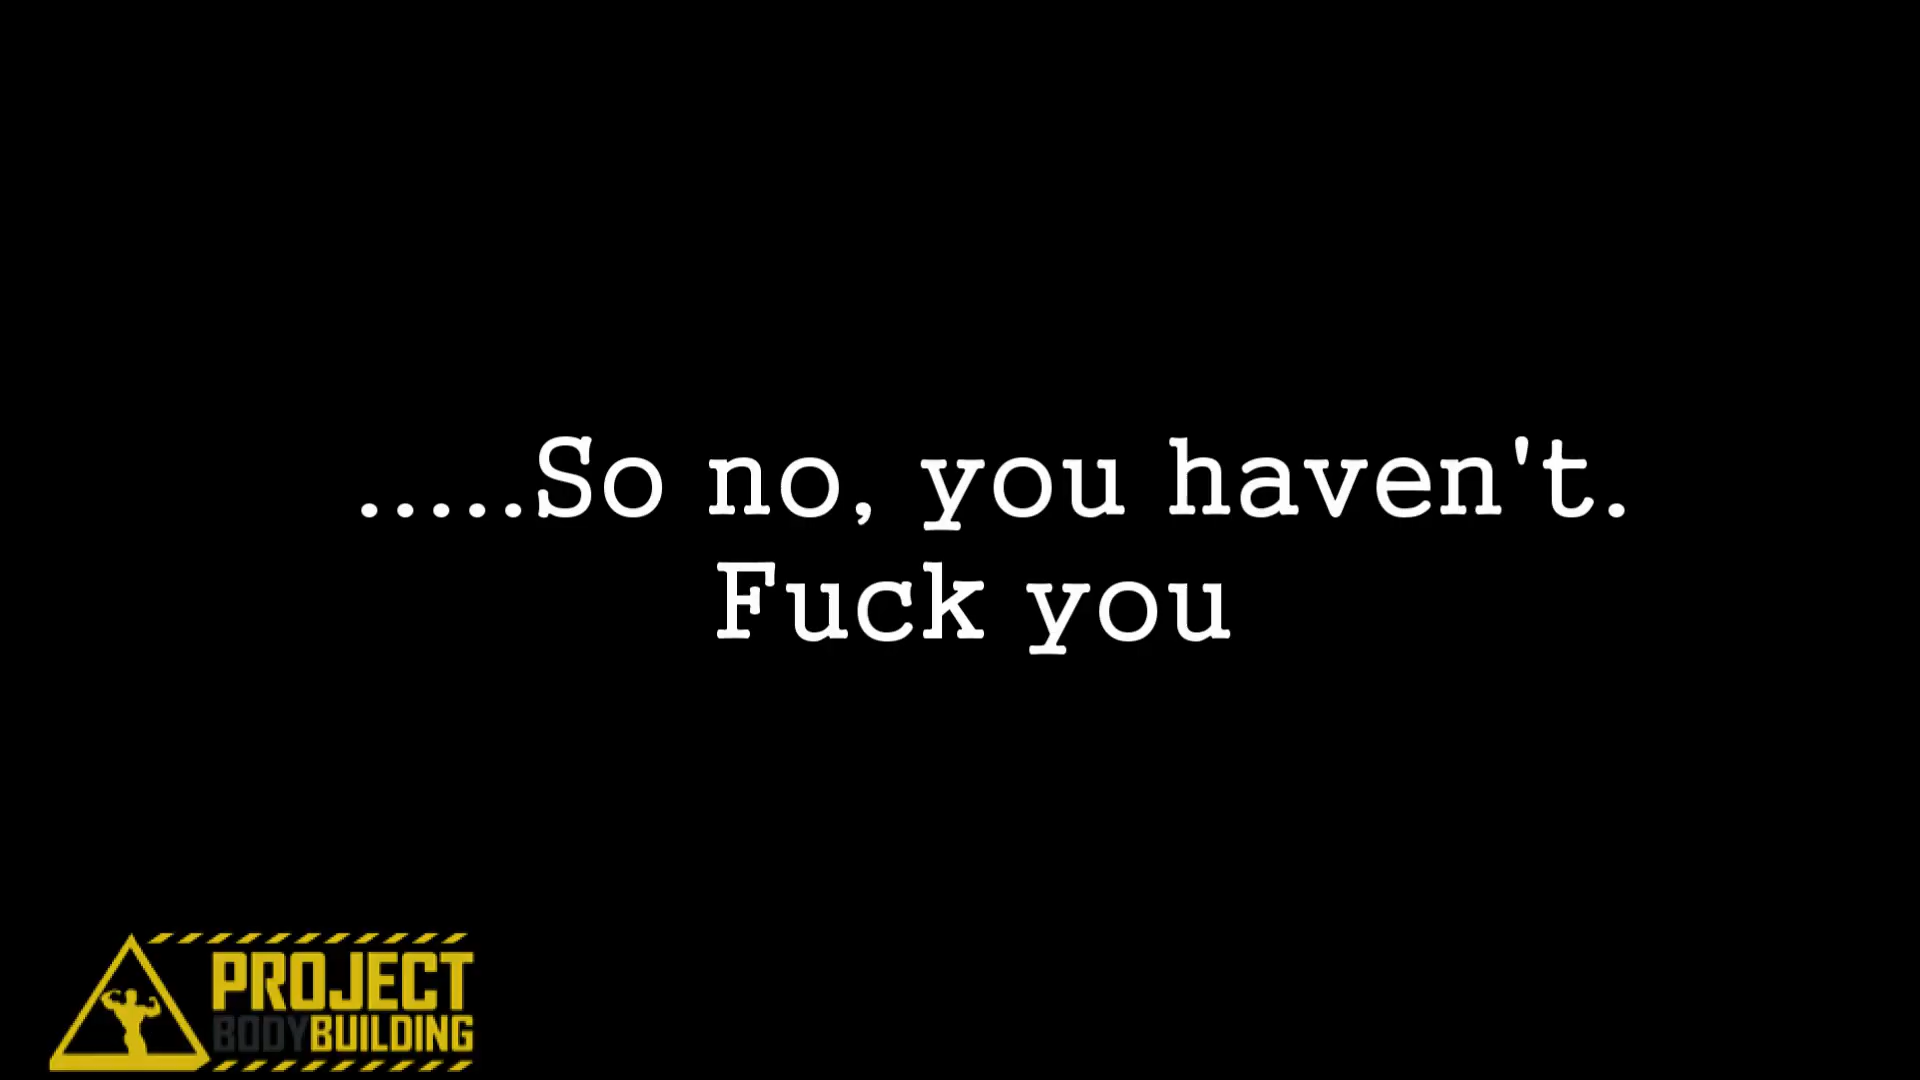 .....So no, you haven't.
Fuck you
PROJECT
BODYBUILDING